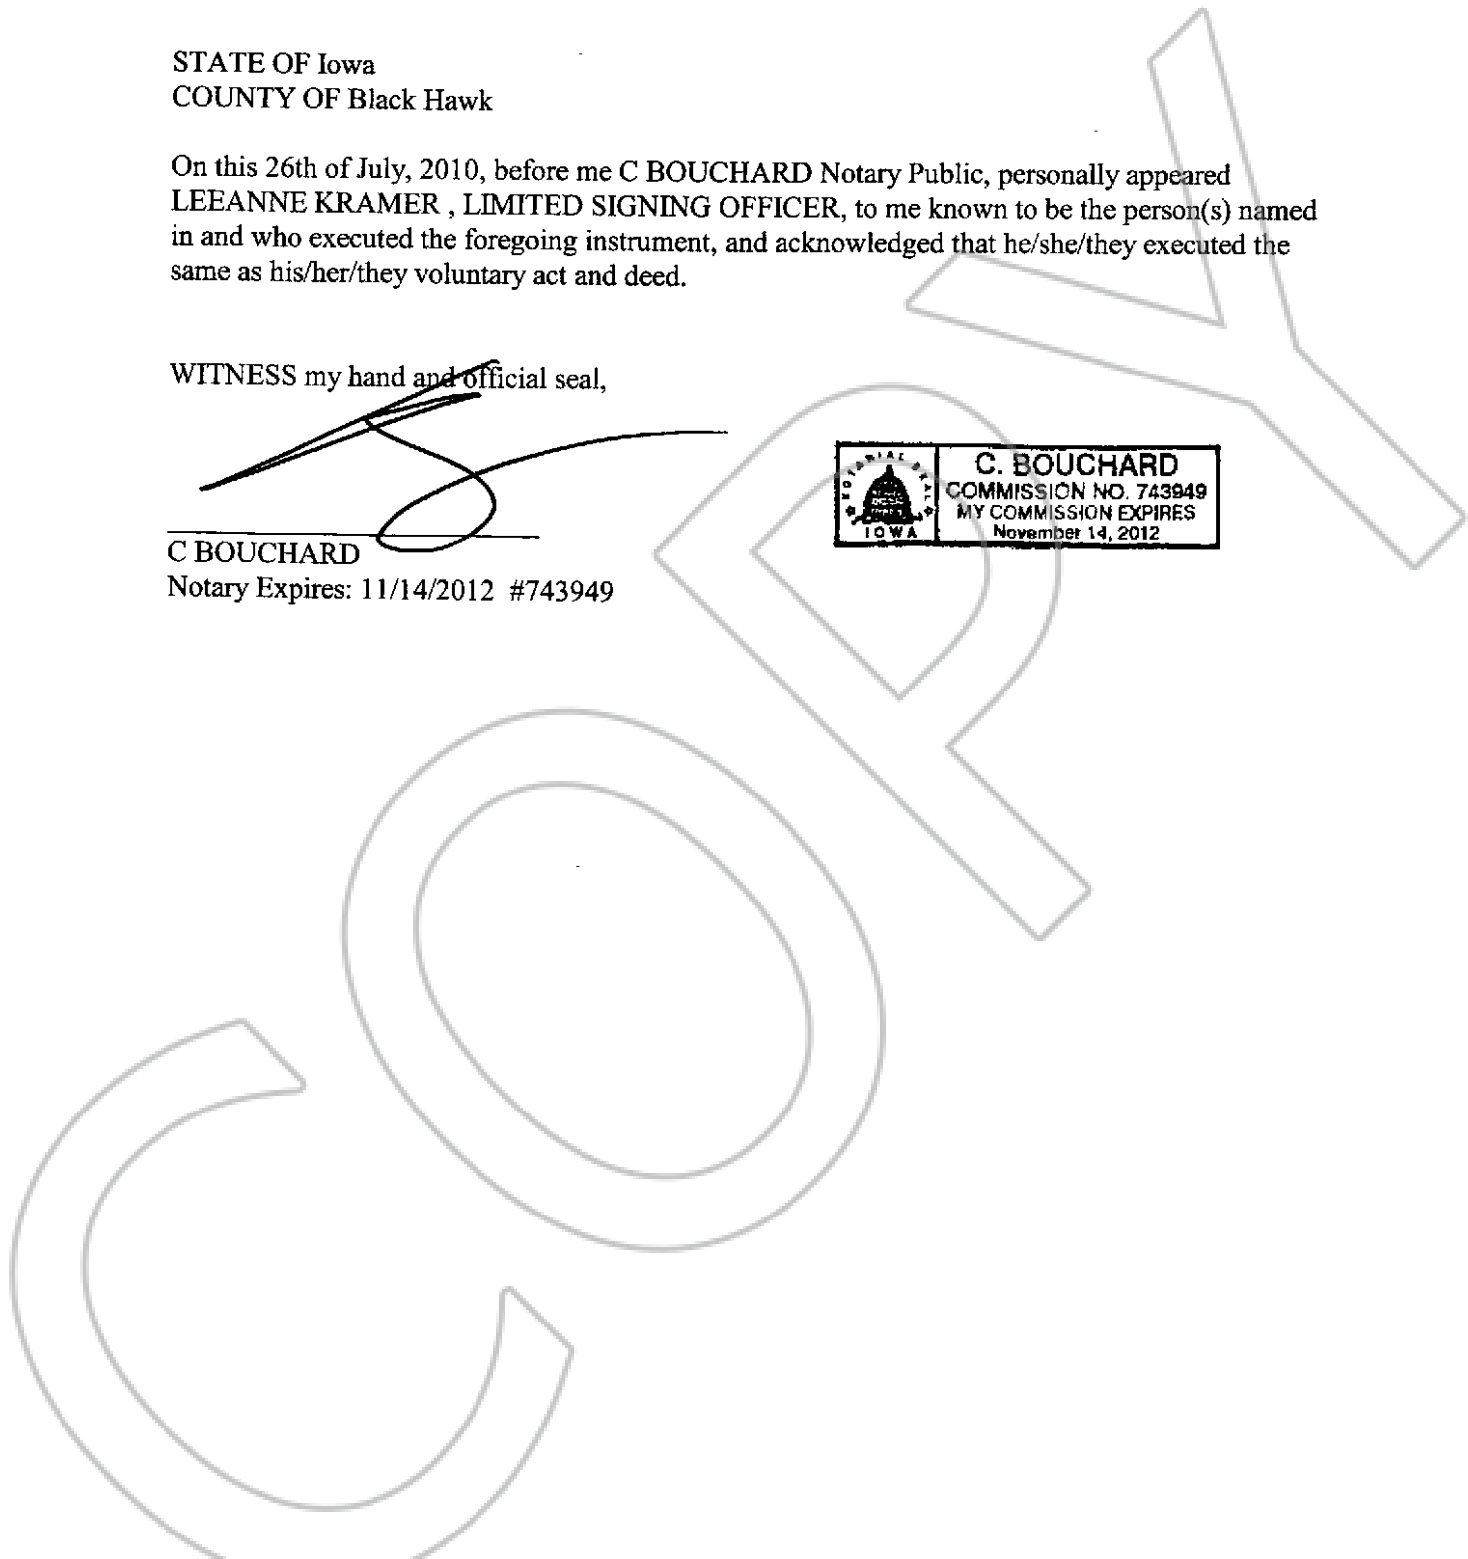 STATE OF Iowa
COUNTY OF Black Hawk
On this 26th of July, 2010, before me C BOUCHARD Notary Public, personally appeared
LEEANNE KRAMER , LIMITED SIGNING OFFICER, to me known to be the person(s) named
in and who executed the foregoing instrument, and acknowledged that he/she/they executed the
same as his/her/they voluntary act and deed.
WITNESS my hand and official seal,
NOTARIAL SEAL
IOWA
C. BOUCHARD
COMMISSION NO. 743949
MY COMMISSION EXPIRES
November 14, 2012
C BOUCHARD
Notary Expires: 11/14/2012 #743949
COPY